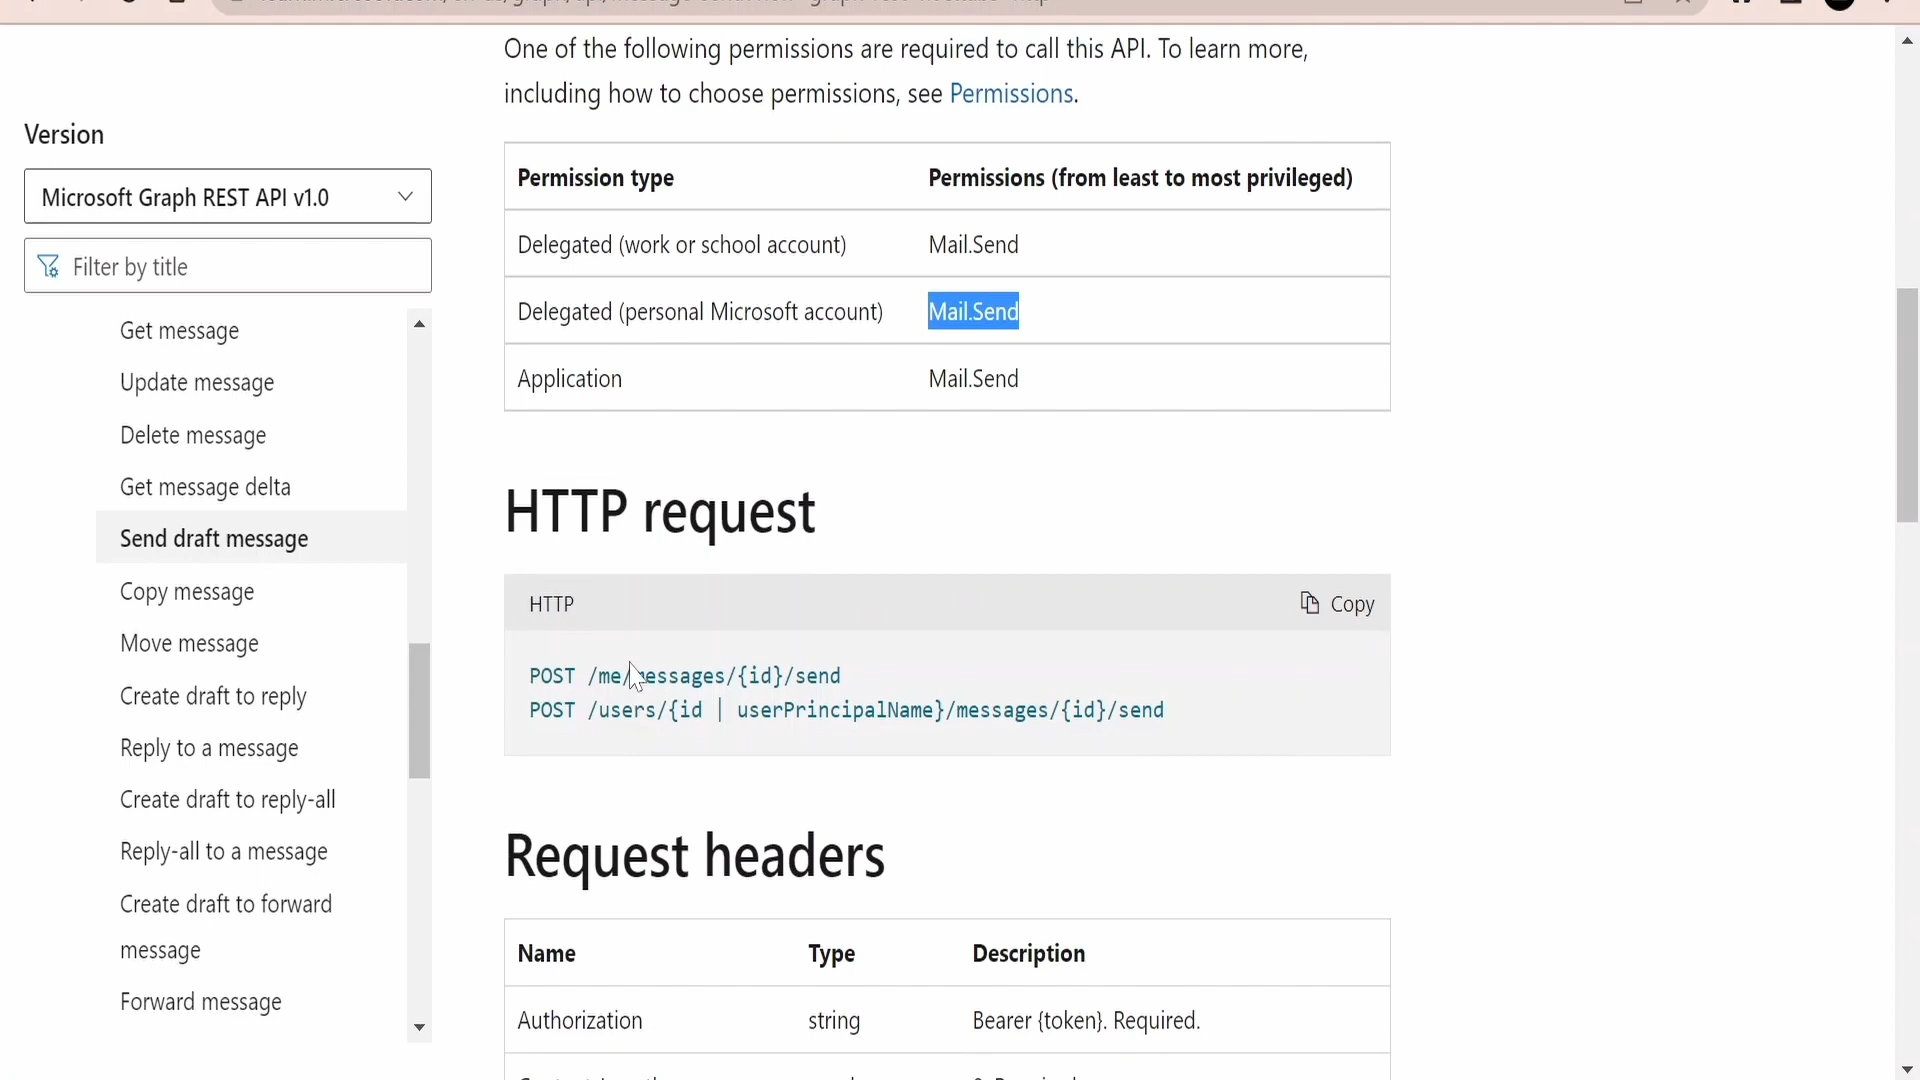 One of the following permissions are required to call this API. To learn more,
including how to choose permissions, see Permissions.
Version
Microsoft Graph REST API v1.0
Filter by title
Get message
Update message
Delete message
Get message delta
Send draft message
Copy message
Move message
Create draft to reply
Reply to a message
Create draft to reply-all
Reply-all to a message
Create draft to forward
message
Forward message
Permission type Permissions (from least to most privileged)
Delegated (work or school account) Mail.Send
Delegated (personal Microsoft account) Mail.Send
Application Mail.Send
HTTP request
HTTP Copy
POST /me/messages/{id}/send
POST /users/{id | userPrincipalName}/messages/{id}/send
Request headers
Name Type Description
Authorization string Bearer {token}. Required.